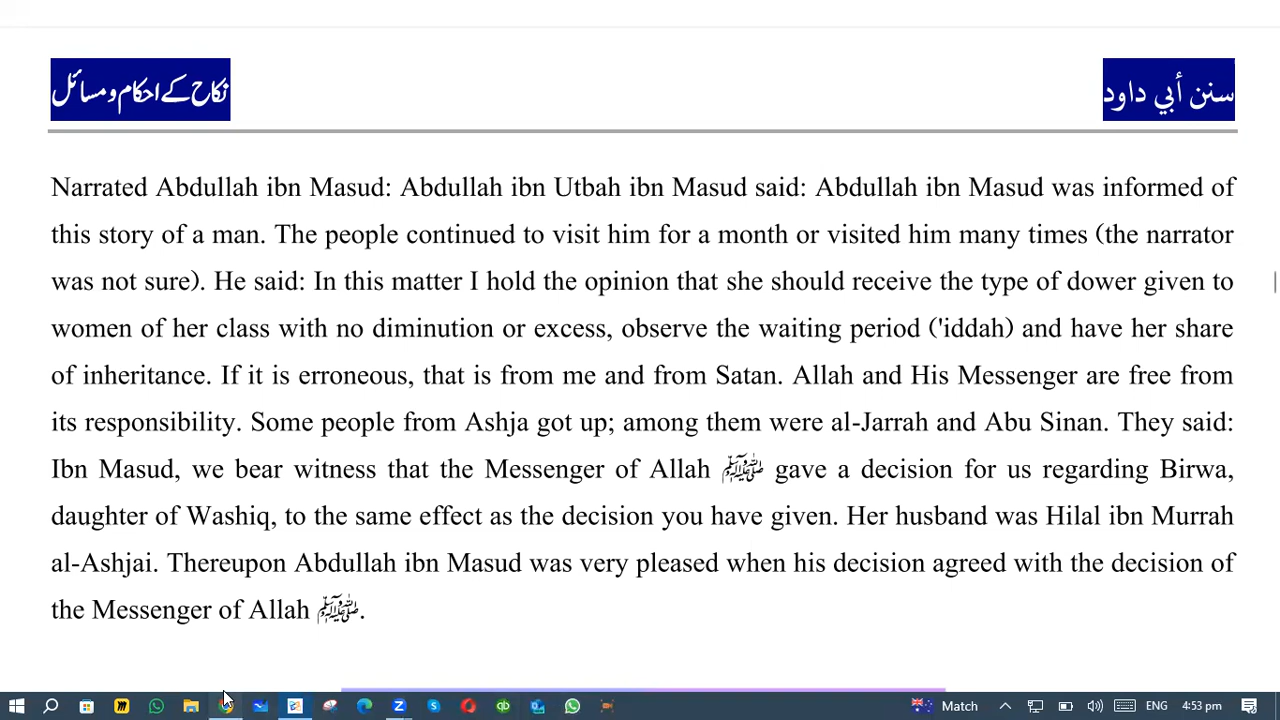 نکاح کے احکام و مسائل
سنن أبي داود
Narrated Abdullah ibn Masud: Abdullah ibn Utbah ibn Masud said: Abdullah ibn Masud was informed of
this story of a man. The people continued to visit him for a month or visited him many times (the narrator
was not sure). He said: In this matter I hold the opinion that she should receive the type of dower given to
women of her class with no diminution or excess, observe the waiting period ('iddah) and have her share
of inheritance. If it is erroneous, that is from me and from Satan. Allah and His Messenger are free from
its responsibility. Some people from Ashja got up; among them were al-Jarrah and Abu Sinan. They said:
Ibn Masud, we bear witness that the Messenger of Allah ﷺ gave a decision for us regarding Birwa,
daughter of Washiq, to the same effect as the decision you have given. Her husband was Hilal ibn Murrah
al-Ashjai. Thereupon Abdullah ibn Masud was very pleased when his decision agreed with the decision of
the Messenger of Allah ﷺ.
Match ENG 4:53 pm